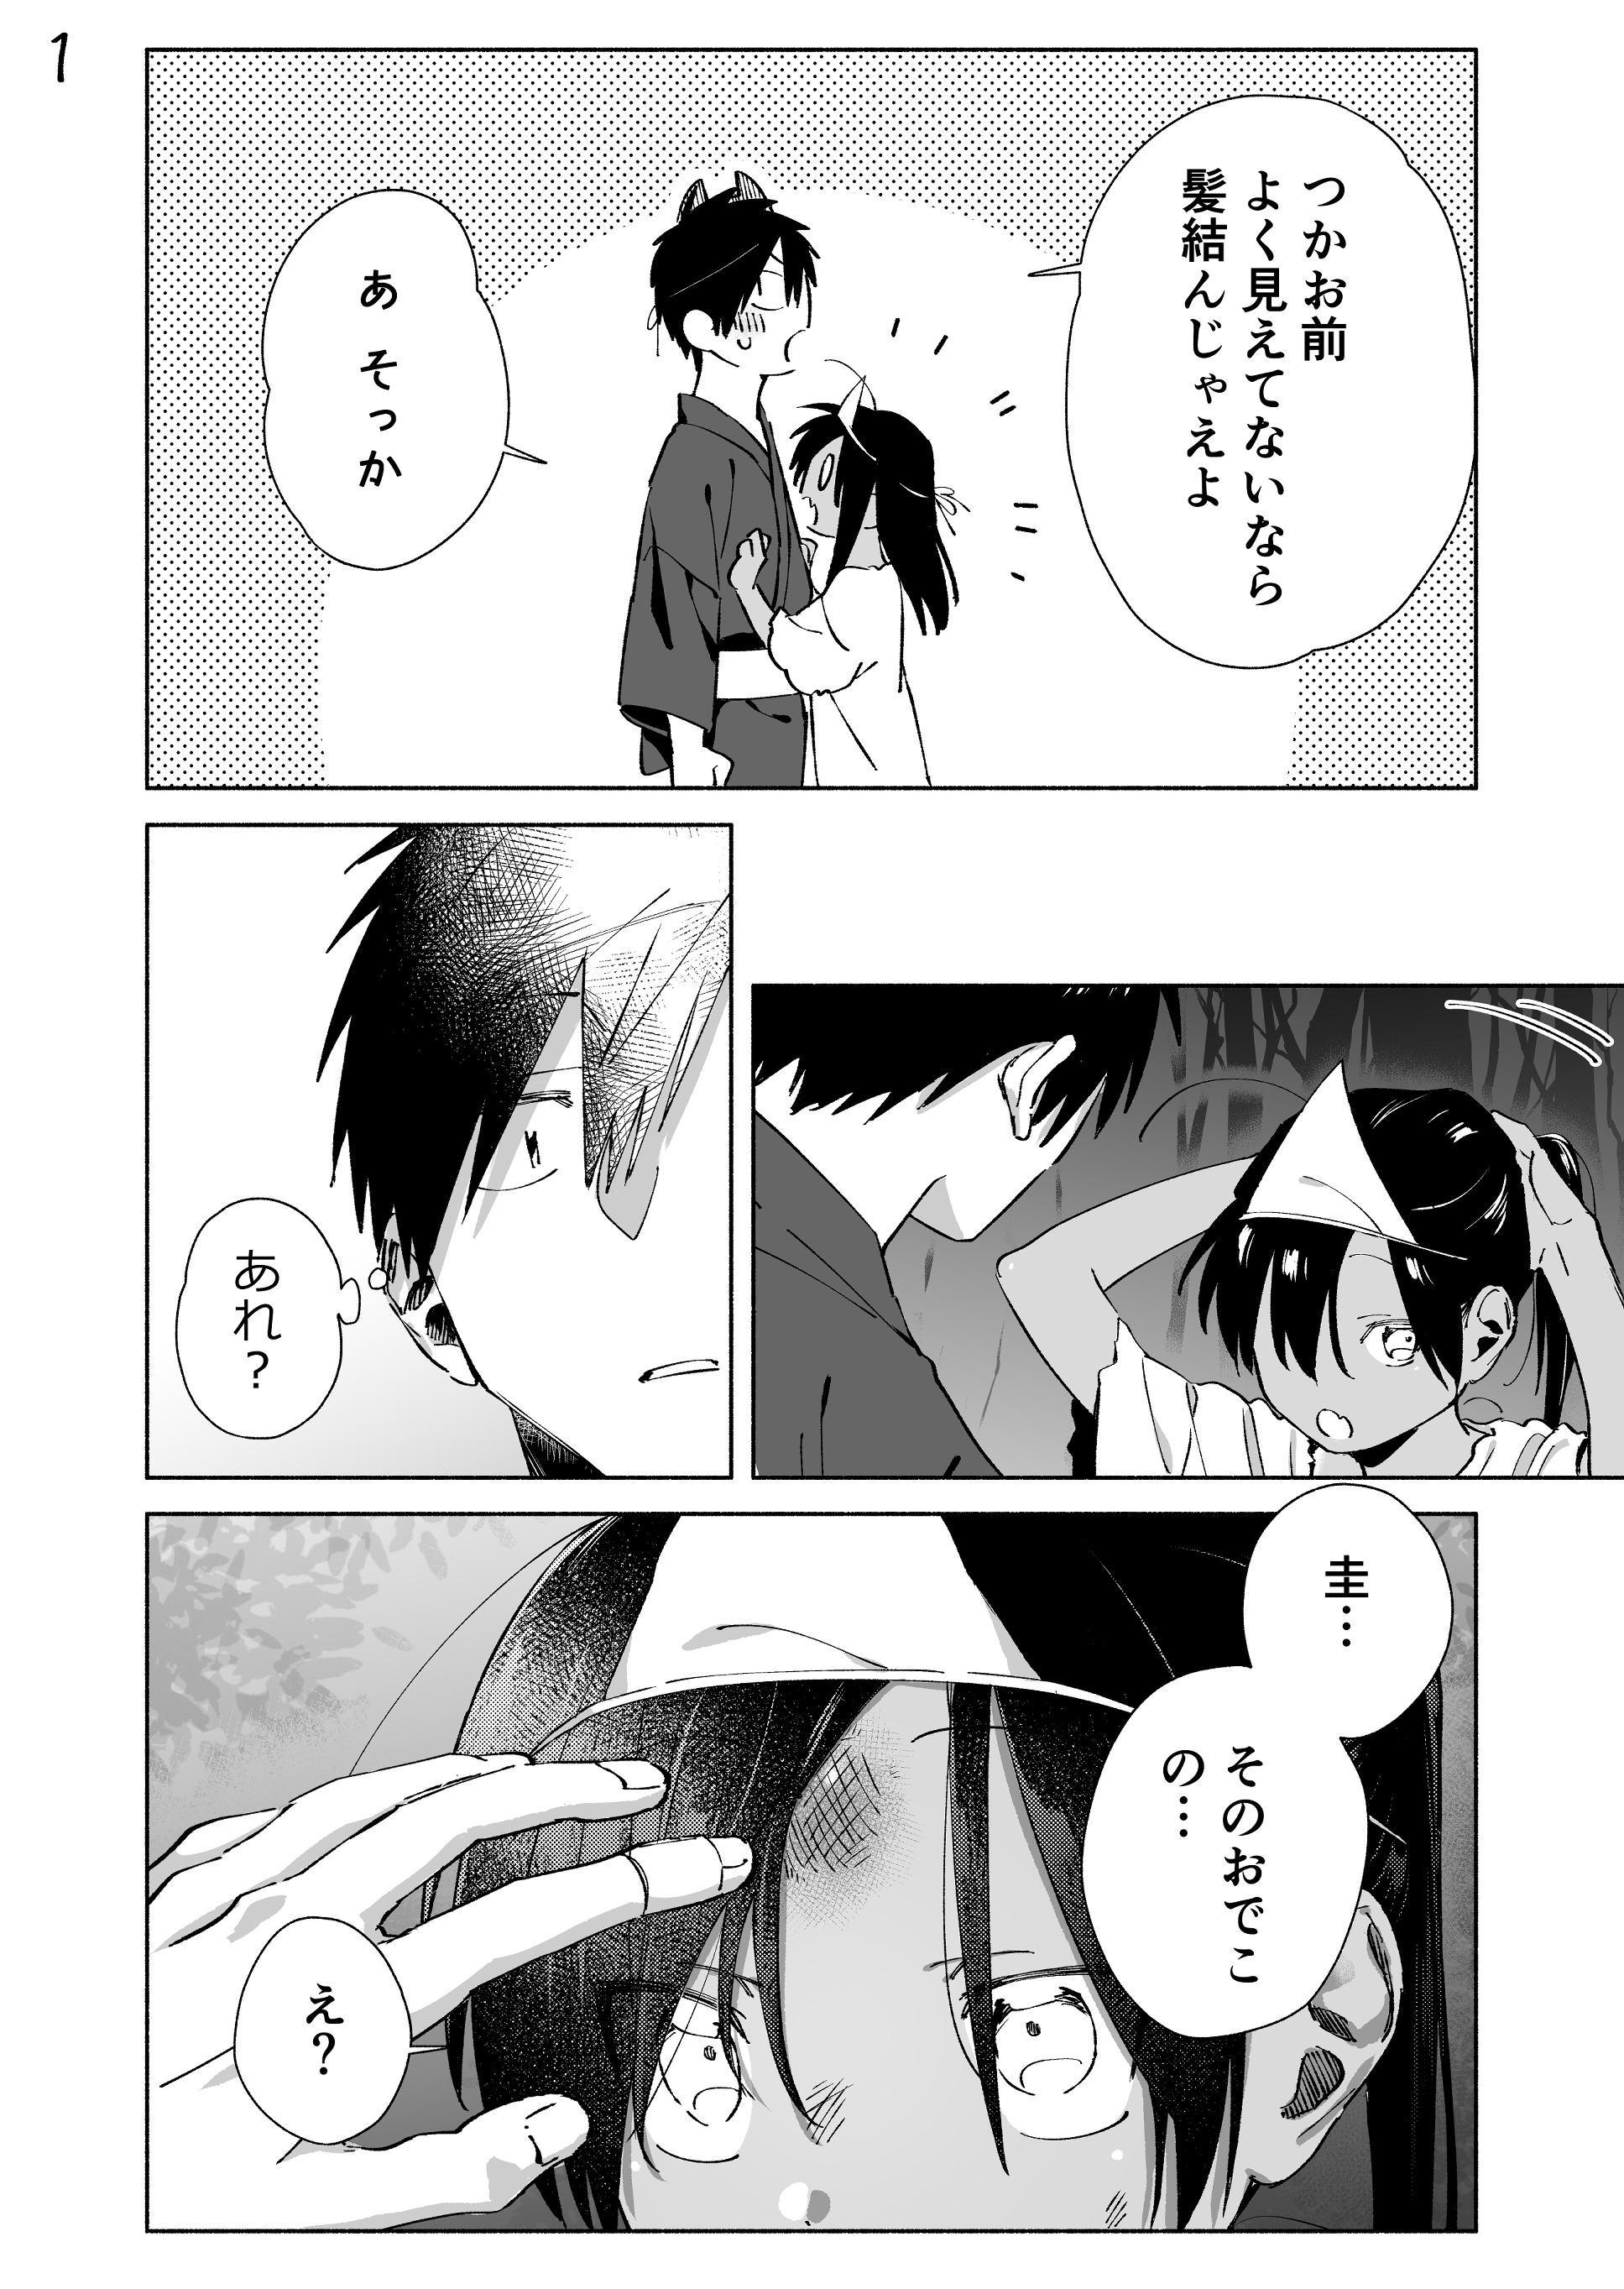 1
つかお前
よく見えてないなら
髪結んじゃえよ
あ そっか
あれ？
圭…
そのおでこ
の…
え？